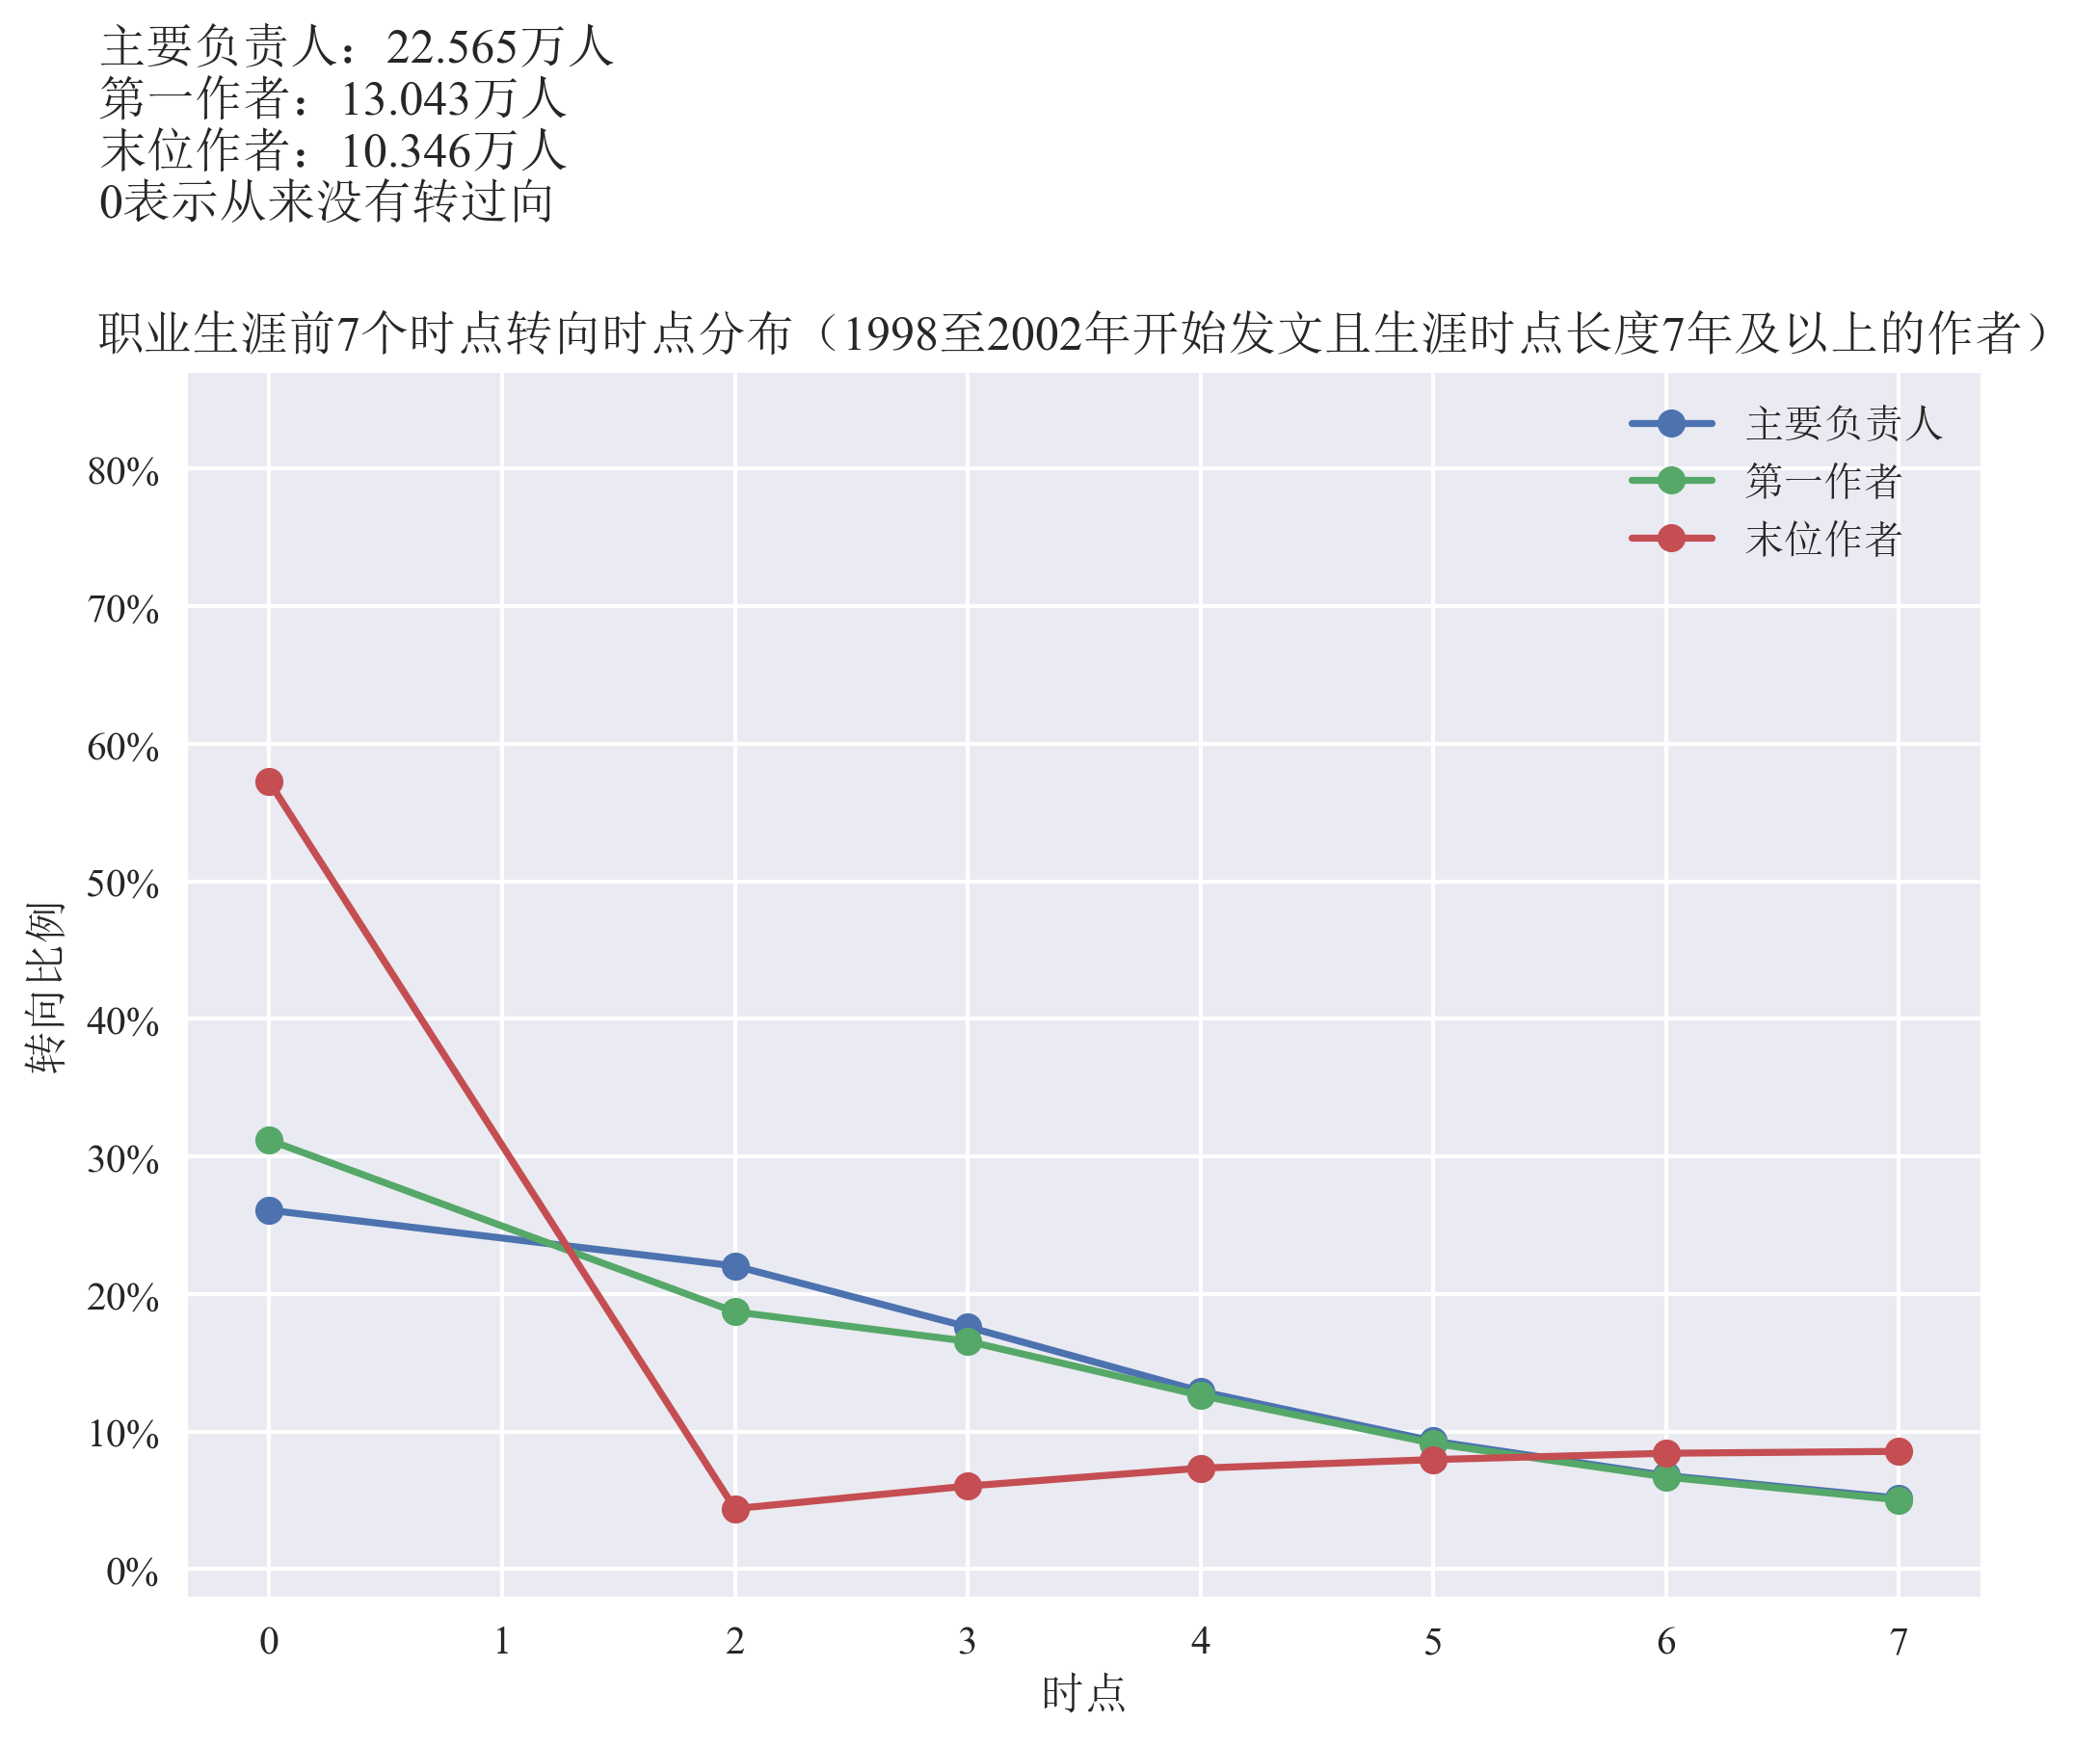 主要负责人：22.565万人
第一作者：13.043万人
末位作者：10.346万人
0表示从来没有转过向
职业生涯前7个时点转向时点分布（1998至2002年开始发文且生涯时点长度7年及以上的作者）
主要负责人
第一作者
末位作者
80%
70%
60%
50%
40%
30%
20%
10%
0%
转向比例
0 1 2 3 4 5 6 7
时点